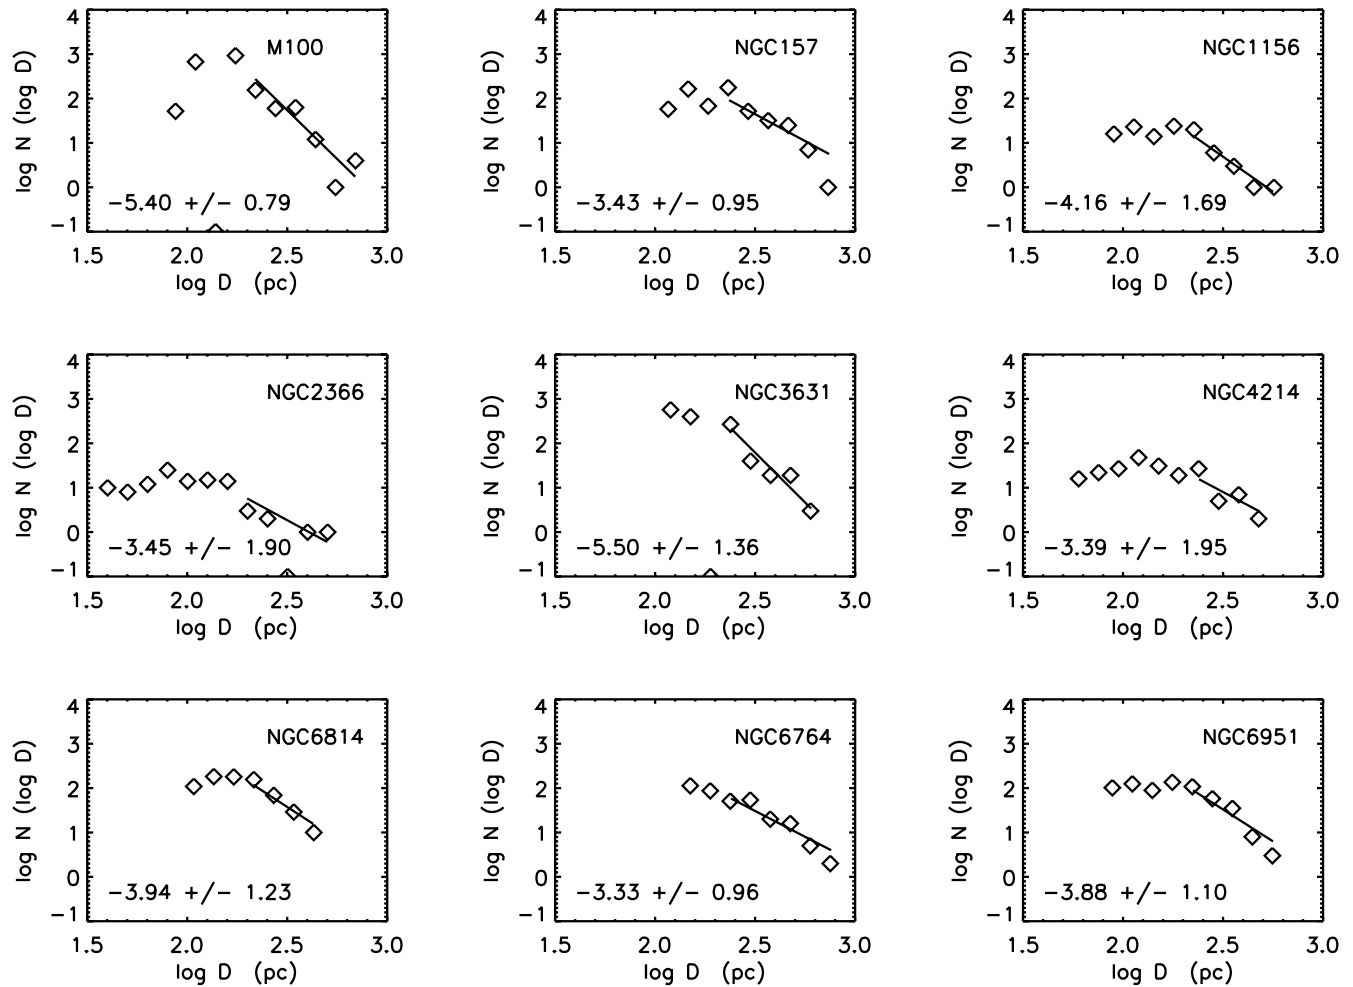 M100
log N (log D)
4
3
2
1
0
−1
−5.40 +/− 0.79
1.5 2.0 2.5 3.0
log D (pc)
NGC157
log N (log D)
4
3
2
1
0
−1
−3.43 +/− 0.95
1.5 2.0 2.5 3.0
log D (pc)
NGC1156
log N (log D)
4
3
2
1
0
−1
−4.16 +/− 1.69
1.5 2.0 2.5 3.0
log D (pc)
NGC2366
log N (log D)
4
3
2
1
0
−1
−3.45 +/− 1.90
1.5 2.0 2.5 3.0
log D (pc)
NGC3631
log N (log D)
4
3
2
1
0
−1
−5.50 +/− 1.36
1.5 2.0 2.5 3.0
log D (pc)
NGC4214
log N (log D)
4
3
2
1
0
−1
−3.39 +/− 1.95
1.5 2.0 2.5 3.0
log D (pc)
NGC6814
log N (log D)
4
3
2
1
0
−1
−3.94 +/− 1.23
1.5 2.0 2.5 3.0
log D (pc)
NGC6764
log N (log D)
4
3
2
1
0
−1
−3.33 +/− 0.96
1.5 2.0 2.5 3.0
log D (pc)
NGC6951
log N (log D)
4
3
2
1
0
−1
−3.88 +/− 1.10
1.5 2.0 2.5 3.0
log D (pc)